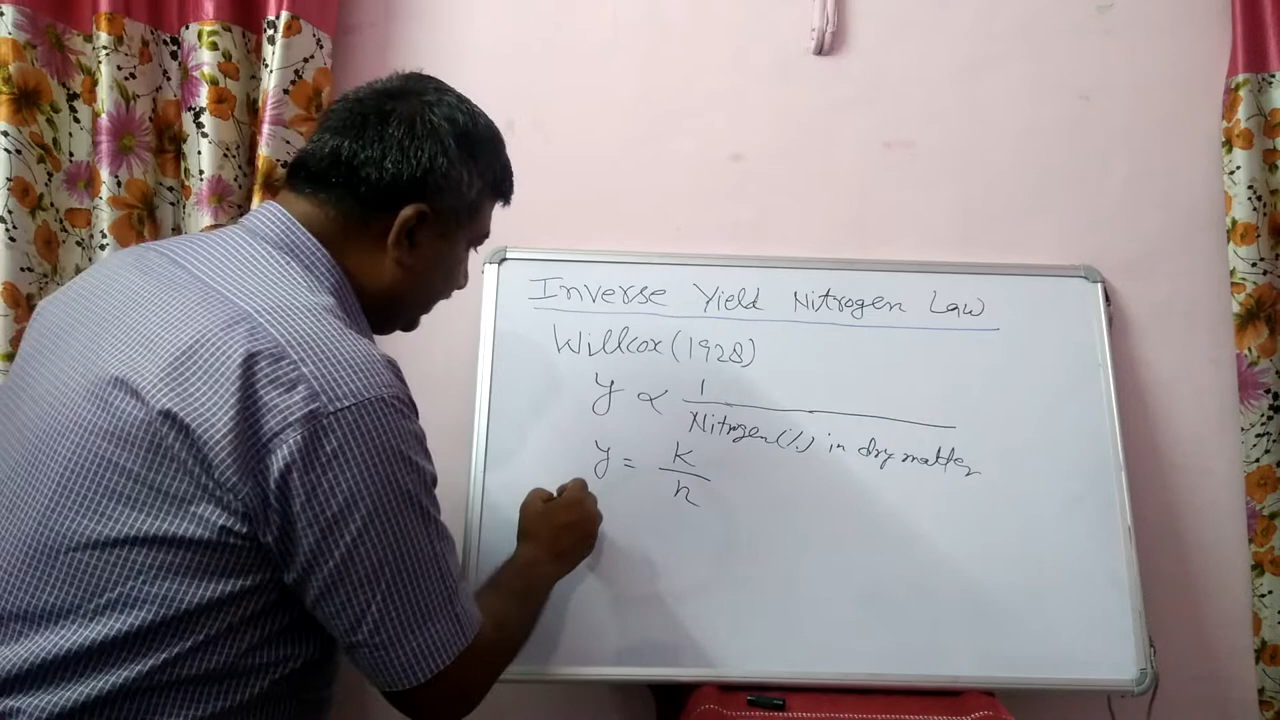 Inverse Yield Nitrogen Law
Willcox (1928)
y ∝ 1 / Nitrogen (%) in dry matter
y = K / n